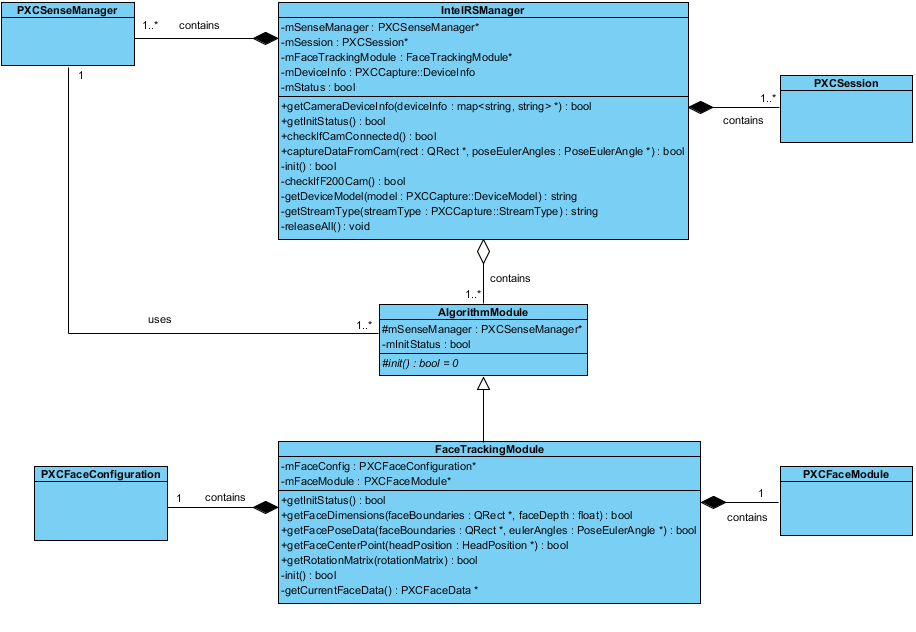 PXCSenseManager
1..*
contains
1
IntelRSManager
-mSenseManager : PXCSenseManager*
-mSession : PXCSession*
-mFaceTrackingModule : FaceTrackingModule*
-mDeviceInfo : PXCCapture::DeviceInfo
-mStatus : bool
+getCameraDeviceInfo(deviceInfo : map<string, string> *) : bool
+getInitStatus() : bool
+checkIfCamConnected() : bool
+captureDataFromCam(rect : QRect *, poseEulerAngles : PoseEulerAngle *) : bool
-init() : bool
-checkIfF200Cam() : bool
-getDeviceModel(model : PXCCapture::DeviceModel) : string
-getStreamType(streamType : PXCCapture::StreamType) : string
-releaseAll() : void
PXCSession
1..*
contains
contains
1..*
uses
1..*
AlgorithmModule
#mSenseManager : PXCSenseManager*
-mInitStatus : bool
#init() : bool = 0
PXCFaceConfiguration
1
contains
FaceTrackingModule
-mFaceConfig : PXCFaceConfiguration*
-mFaceModule : PXCFaceModule*
+getInitStatus() : bool
+getFaceDimensions(faceBoundaries : QRect *, faceDepth : float) : bool
+getFacePoseData(faceBoundaries : QRect *, eulerAngles : PoseEulerAngle *) : bool
+getFaceCenterPoint(headPosition : HeadPosition *) : bool
+getRotationMatrix(rotationMatrix) : bool
-init() : bool
-getCurrentFaceData() : PXCFaceData *
PXCFaceModule
1
contains